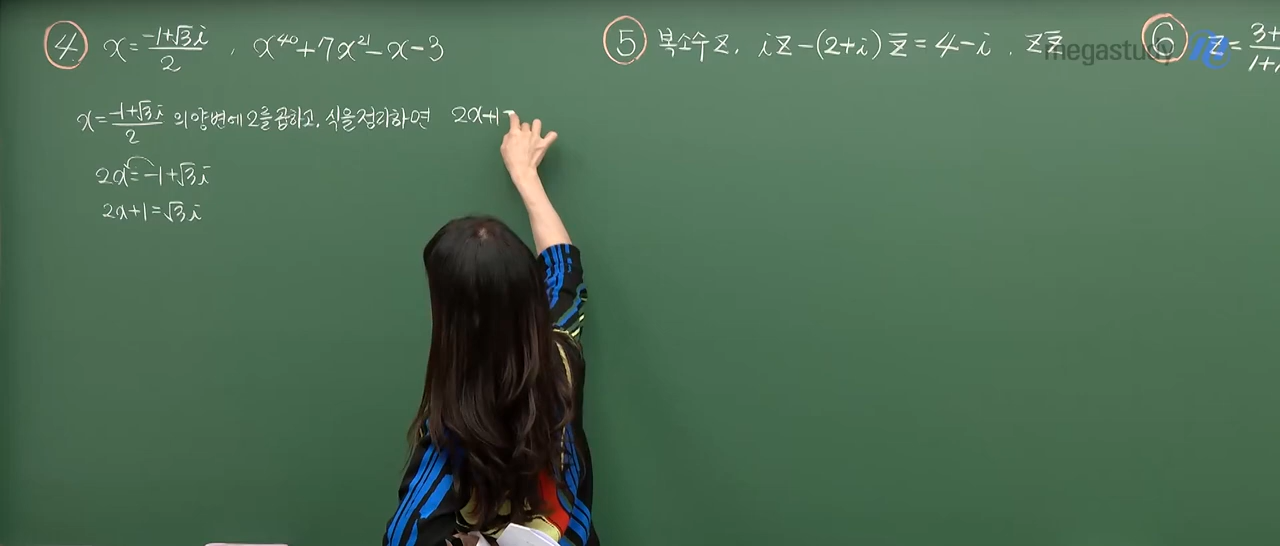 ④ x = (-1+√3i)/2 , x⁴⁰+7x²¹-x-3
x = (-1+√3i)/2 의 양변에 2를 곱하고, 식을 정리하면 2x+1
2x = -1+√3i
2x+1 = √3i
⑤ 복소수 z, iz-(2+i)z̄ = 4-i , zz̄
⑥ z =
megastudy